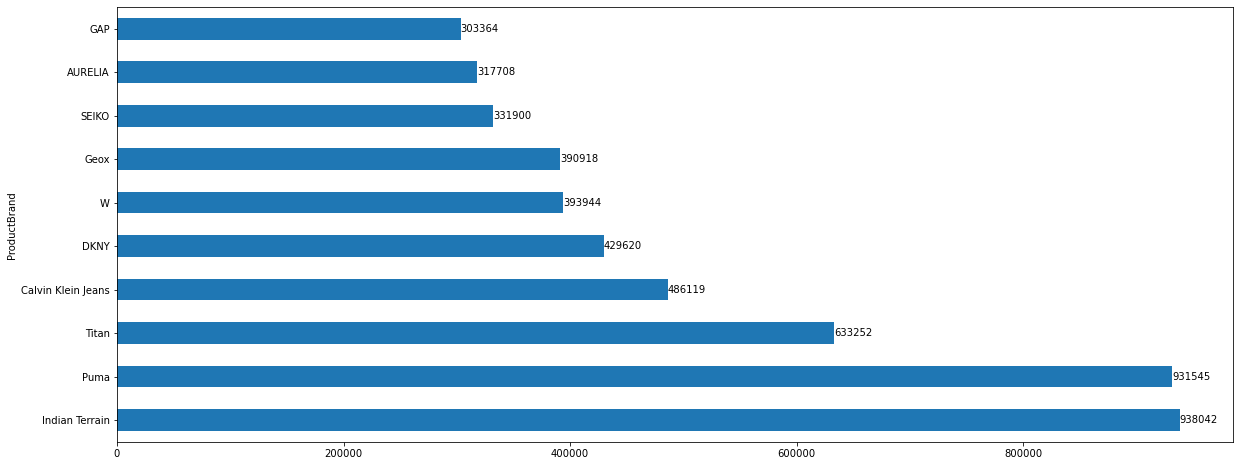 GAP 303364
AURELIA 317708
SEIKO 331900
Geox 390918
W 393944
DKNY 429620
Calvin Klein Jeans 486119
Titan 633252
Puma 931545
Indian Terrain 938042
ProductBrand
0 200000 400000 600000 800000